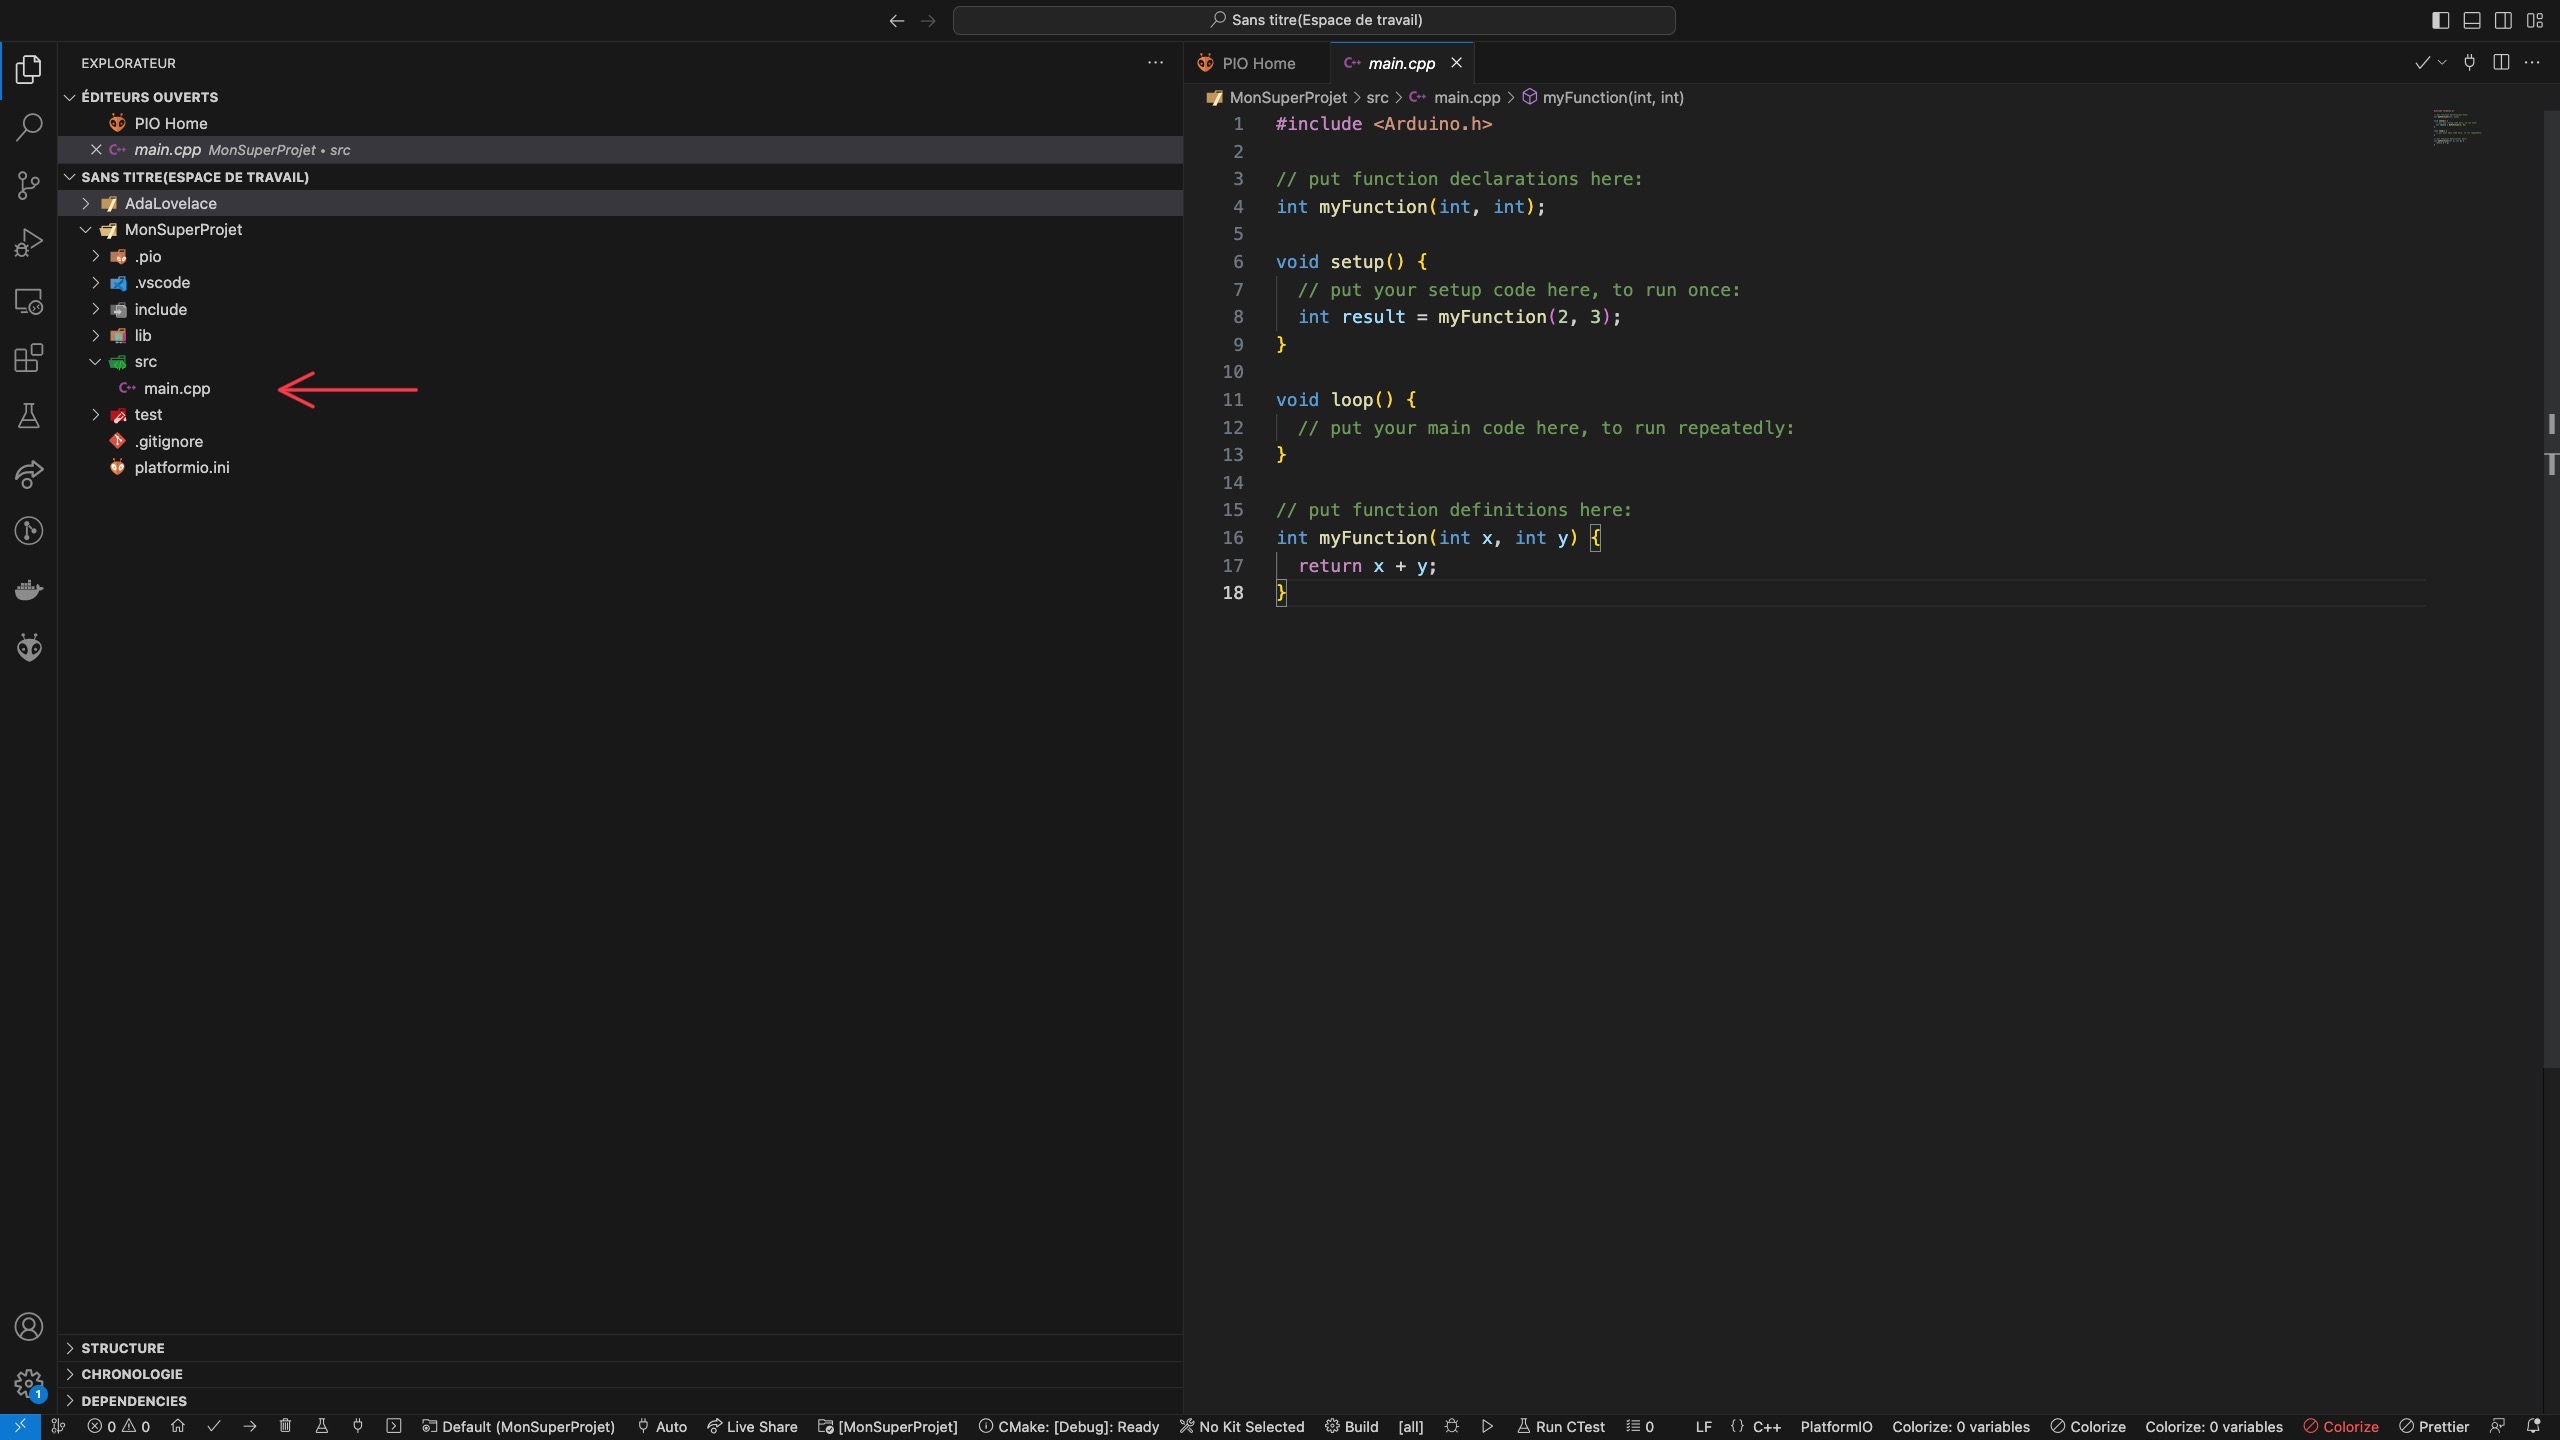 Sans titre(Espace de travail)
EXPLORATEUR
ÉDITEURS OUVERTS
PIO Home
main.cpp MonSuperProjet • src
SANS TITRE(ESPACE DE TRAVAIL)
AdaLovelace
MonSuperProjet
.pio
.vscode
include
lib
src
main.cpp
test
.gitignore
platformio.ini
STRUCTURE
CHRONOLOGIE
DEPENDENCIES
PIO Home main.cpp
MonSuperProjet > src > C++ main.cpp > myFunction(int, int)
1 #include <Arduino.h>
2
3 // put function declarations here:
4 int myFunction(int, int);
5
6 void setup() {
7 // put your setup code here, to run once:
8 int result = myFunction(2, 3);
9 }
10
11 void loop() {
12 // put your main code here, to run repeatedly:
13 }
14
15 // put function definitions here:
16 int myFunction(int x, int y) {
17 return x + y;
18 }
1
0 0 Default (MonSuperProjet) Auto Live Share [MonSuperProjet] CMake: [Debug]: Ready No Kit Selected Build [all] Run CTest 0 LF {} C++ PlatformIO Colorize: 0 variables Colorize Colorize: 0 variables Colorize Prettier